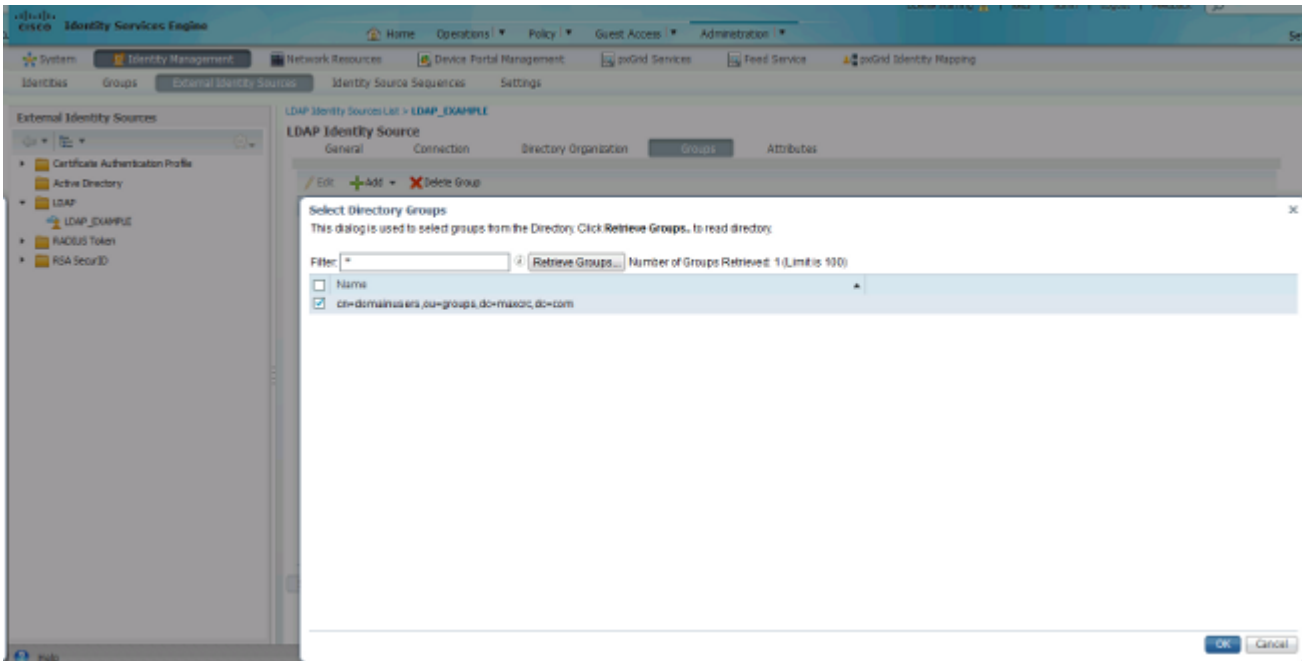 cisco Identity Services Engine
Home Operations Policy Guest Access Administration
System Identity Management Network Resources Device Portal Management pxGrid Services Feed Service pxGrid Identity Mapping
Identities Groups External Identity Sources Identity Source Sequences Settings
External Identity Sources
Certificate Authentication Profile
Active Directory
LDAP
LDAP_EXAMPLE
RADIUS Token
RSA SecurID
LDAP Identity Sources List > LDAP_EXAMPLE
LDAP Identity Source
General Connection Directory Organization Groups Attributes
Edit Add Delete Group
Select Directory Groups
This dialog is used to select groups from the Directory. Click Retrieve Groups.. to read directory.
Filter: * Retrieve Groups... Number of Groups Retrieved: 1 (Limit is 100)
Name
cn=domainusers,ou=groups,dc=maxcrc,dc=com
OK Cancel
Help